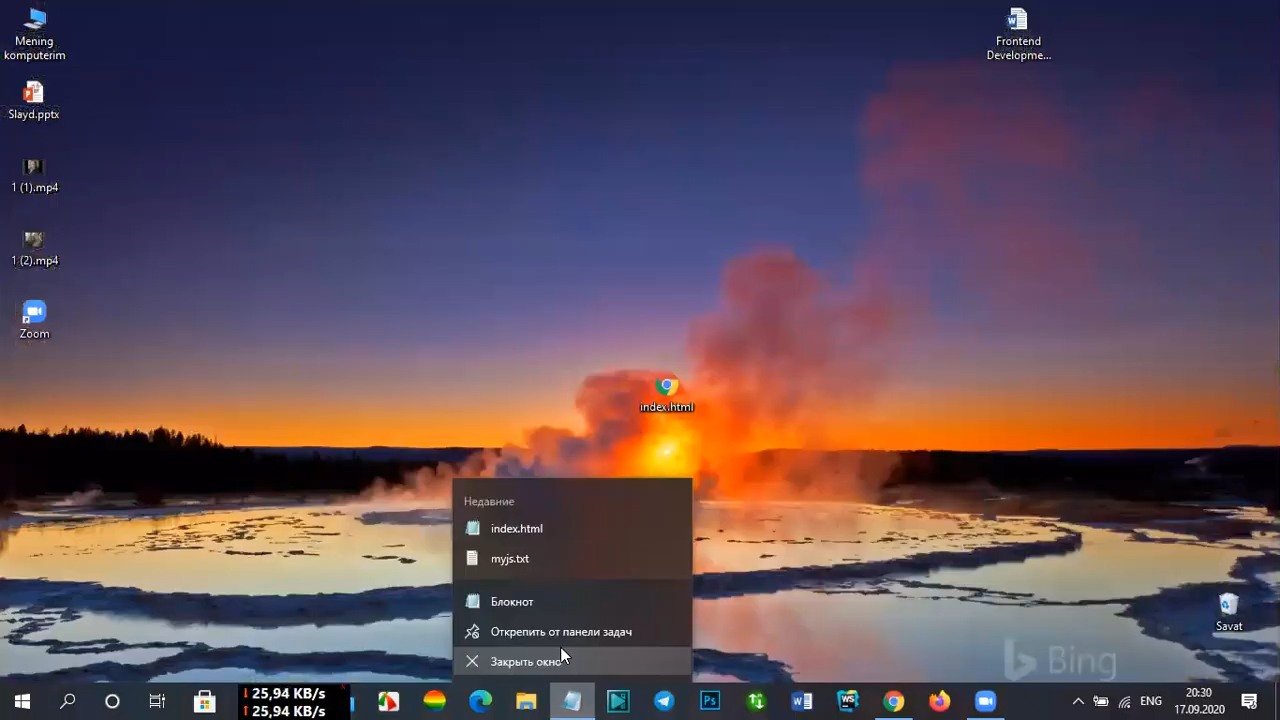 Mening
komputerim
Slayd.pptx
1 (1).mp4
1 (2).mp4
Zoom
Frontend
Developme...
index.html
Недавние
index.html
myjs.txt
Блокнот
Открепить от панели задач
Закрыть окно
Savat
Bing
25,94 KB/s
25,94 KB/s
Ps
WS
ENG
20:30
17.09.2020